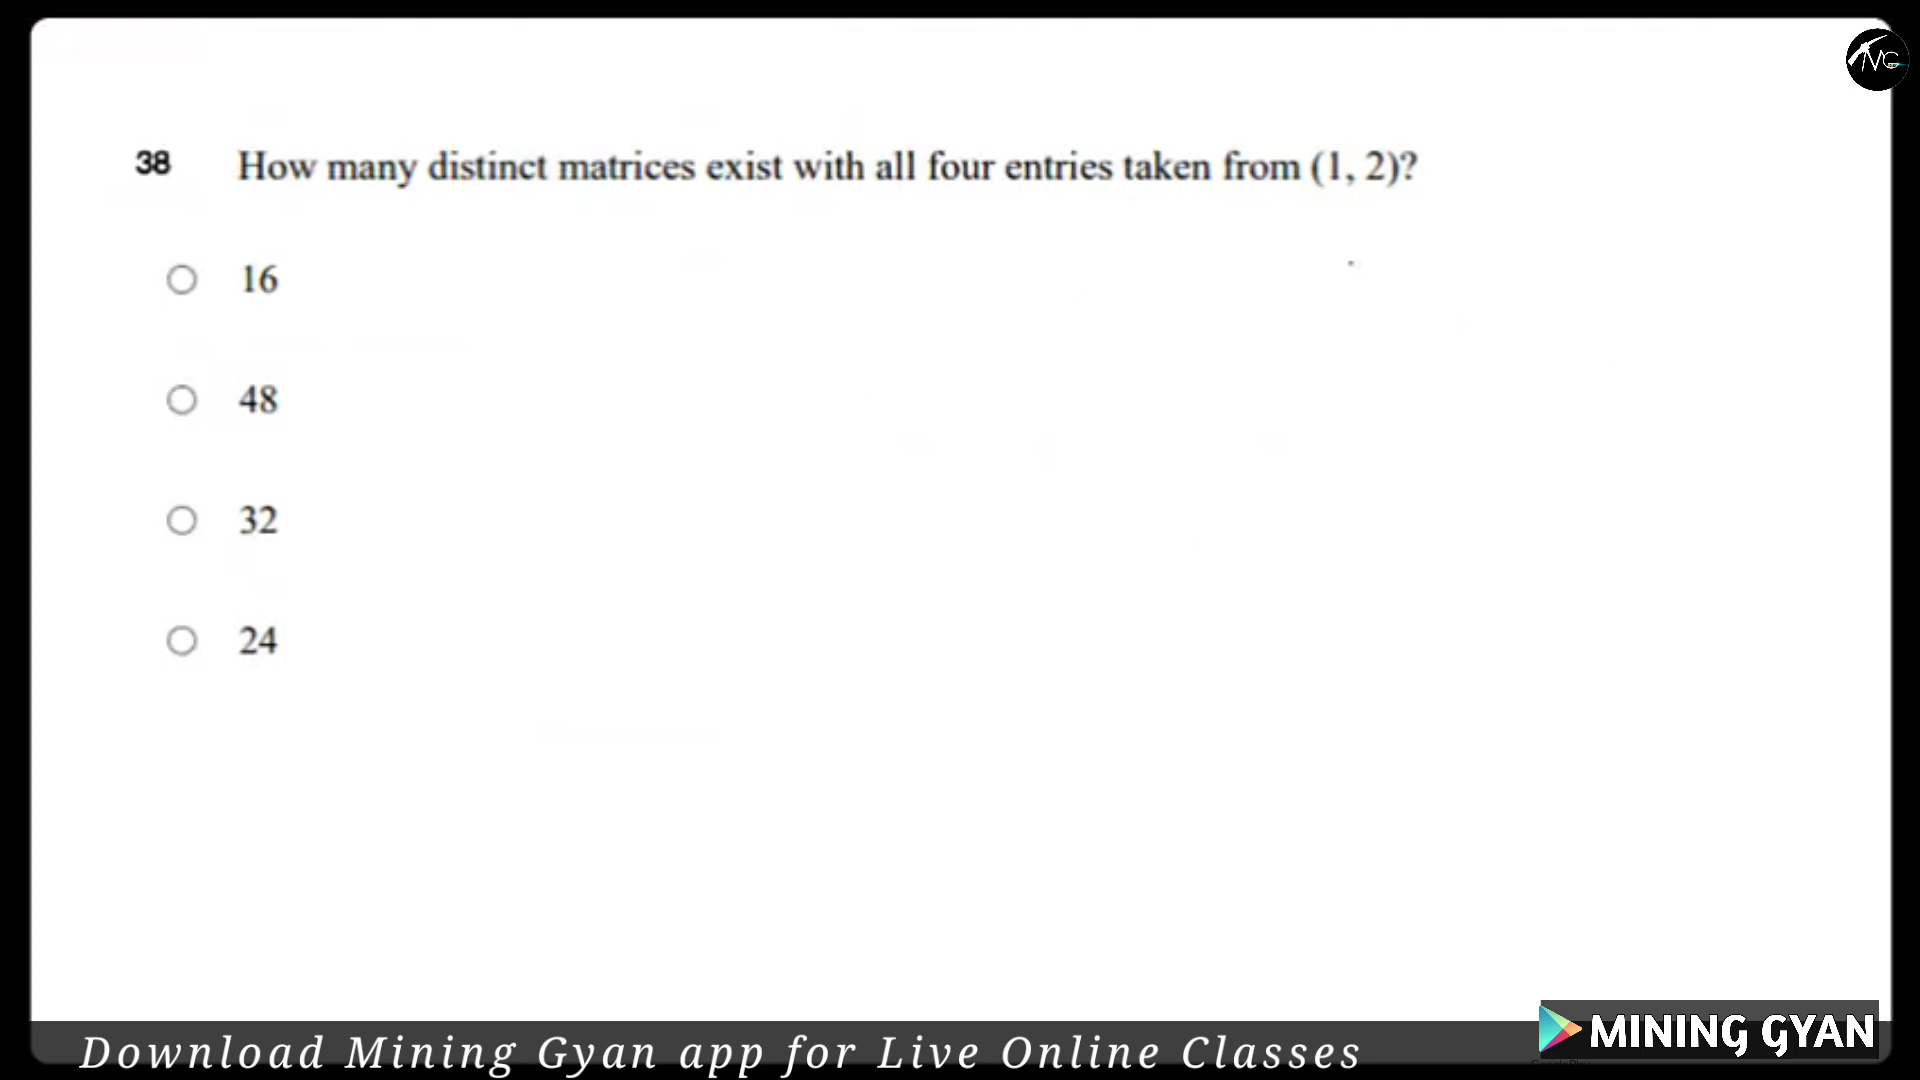 38 How many distinct matrices exist with all four entries taken from (1, 2)?
16
48
32
24
MINING GYAN
Download Mining Gyan app for Live Online Classes